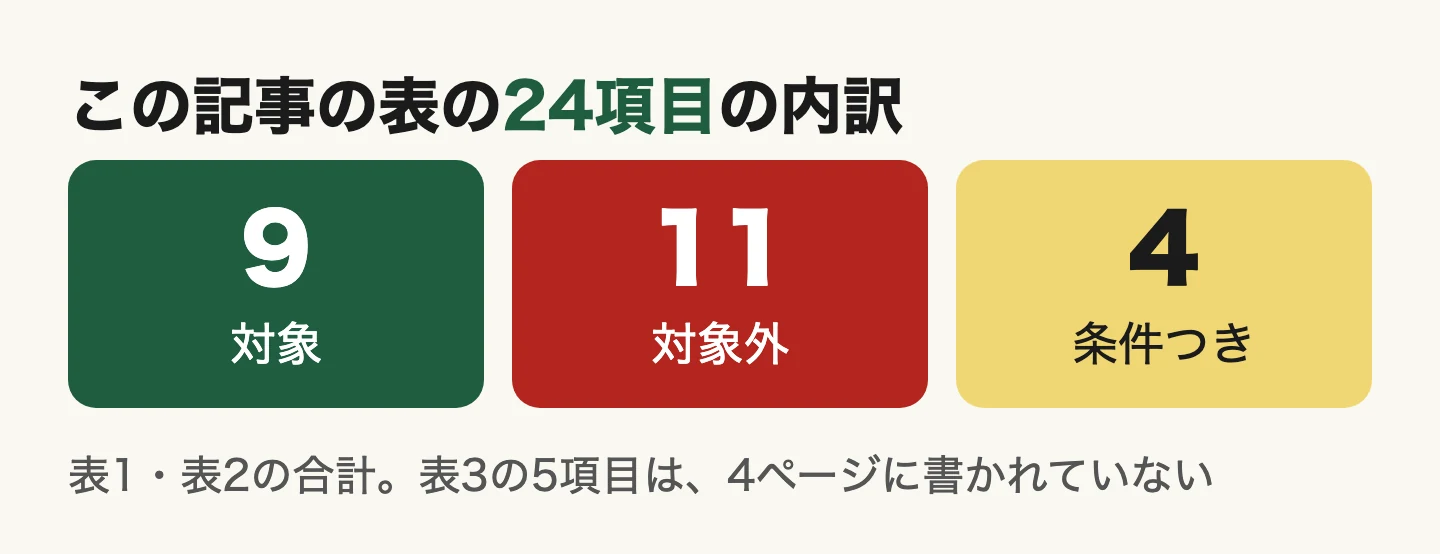 この記事の表の24項目の内訳
9
対象
11
対象外
4
条件つき
表1・表2の合計。表3の5項目は、4ページに書かれていない